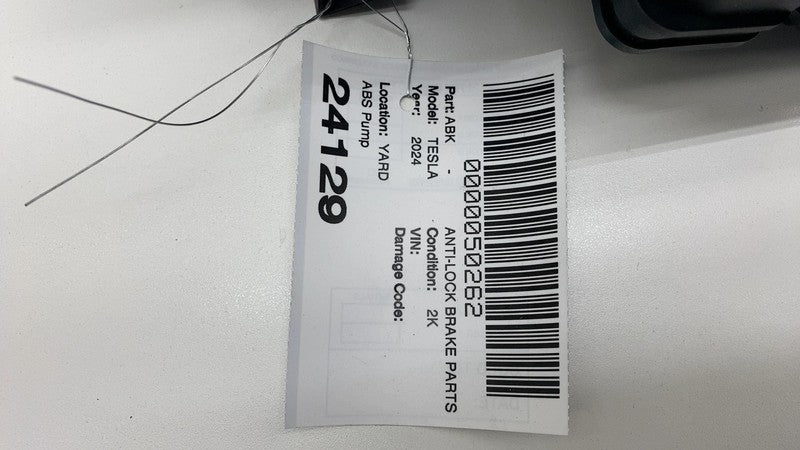 0000050262
Part: ABK - ANTI-LOCK BRAKE PARTS
Model: TESLA Condition: 2K
Year: 2024 VIN:
Damage Code:
Location: YARD
ABS Pump
24129